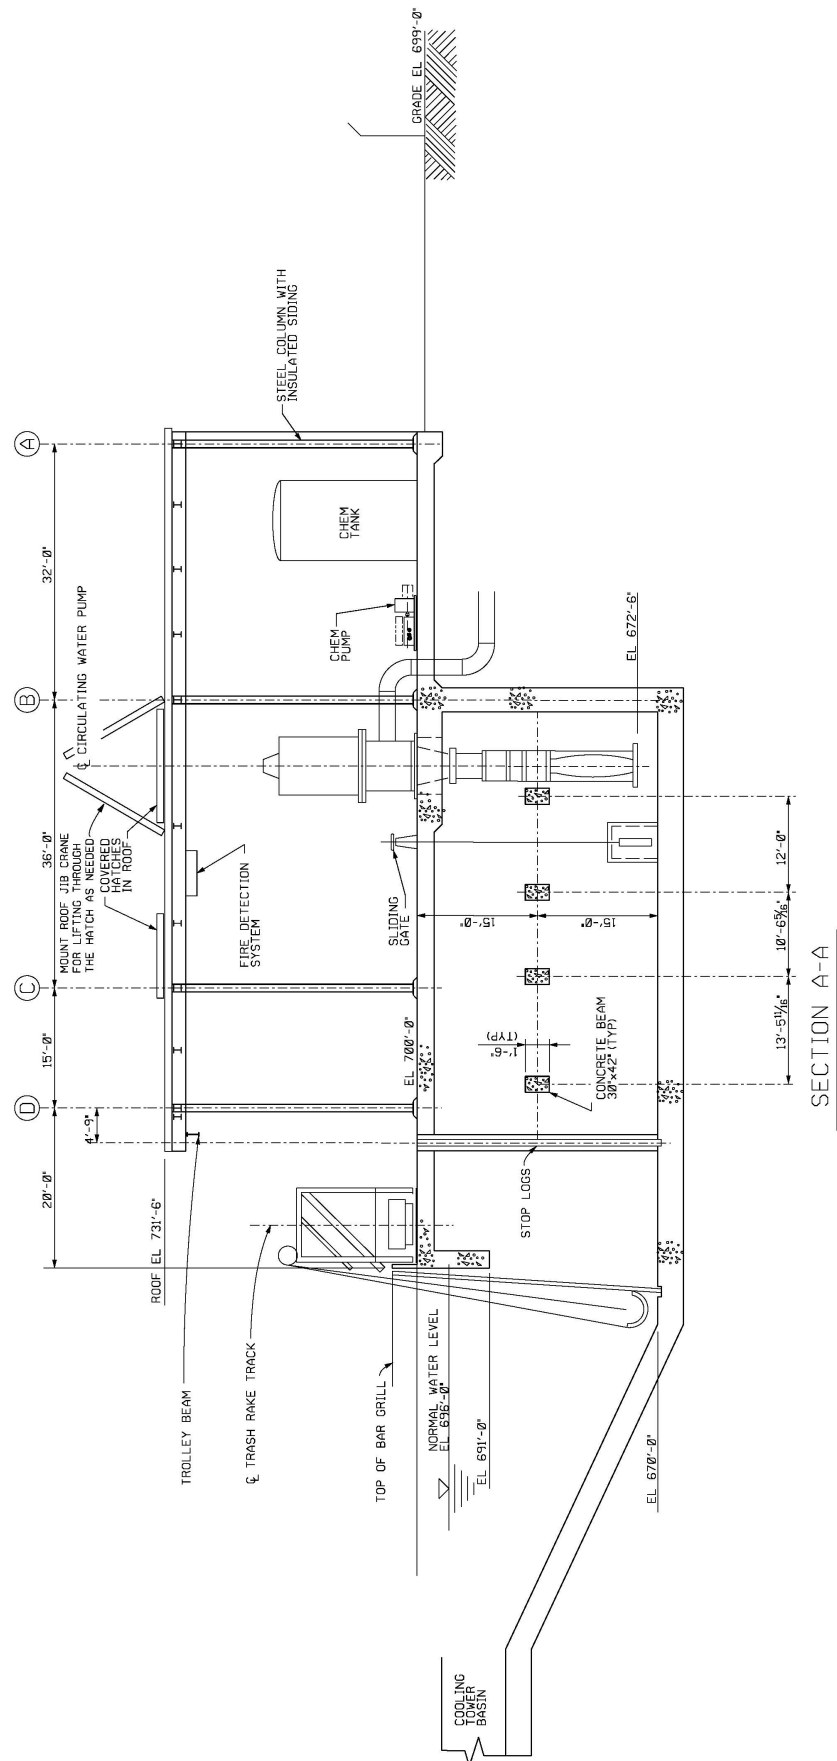 D
C
B
A
20'-0"
15'-0"
36'-0"
32'-0"
4'-9"
MOUNT ROOF JIB CRANE
FOR LIFTING THROUGH
THE HATCH AS NEEDED
COVERED
HATCHES
IN ROOF
℄ CIRCULATING WATER PUMP
ROOF EL 731'-6"
TROLLEY BEAM
FIRE DETECTION
SYSTEM
STEEL COLUMN WITH
INSULATED SIDING
℄ TRASH RAKE TRACK
CHEM
TANK
CHEM
PUMP
TOP OF BAR GRILL
SLIDING
GATE
EL 700'-0"
GRADE EL 699'-0"
NORMAL WATER LEVEL
EL 696'-0"
EL 691'-0"
15'-0"
15'-0"
1'-6"
(TYP)
STOP LOGS
CONCRETE BEAM
30"x42" (TYP)
COOLING
TOWER
BASIN
EL 670'-0"
EL 672'-6"
13'-5 11/16"
10'-6 5/16"
12'-0"
SECTION A-A